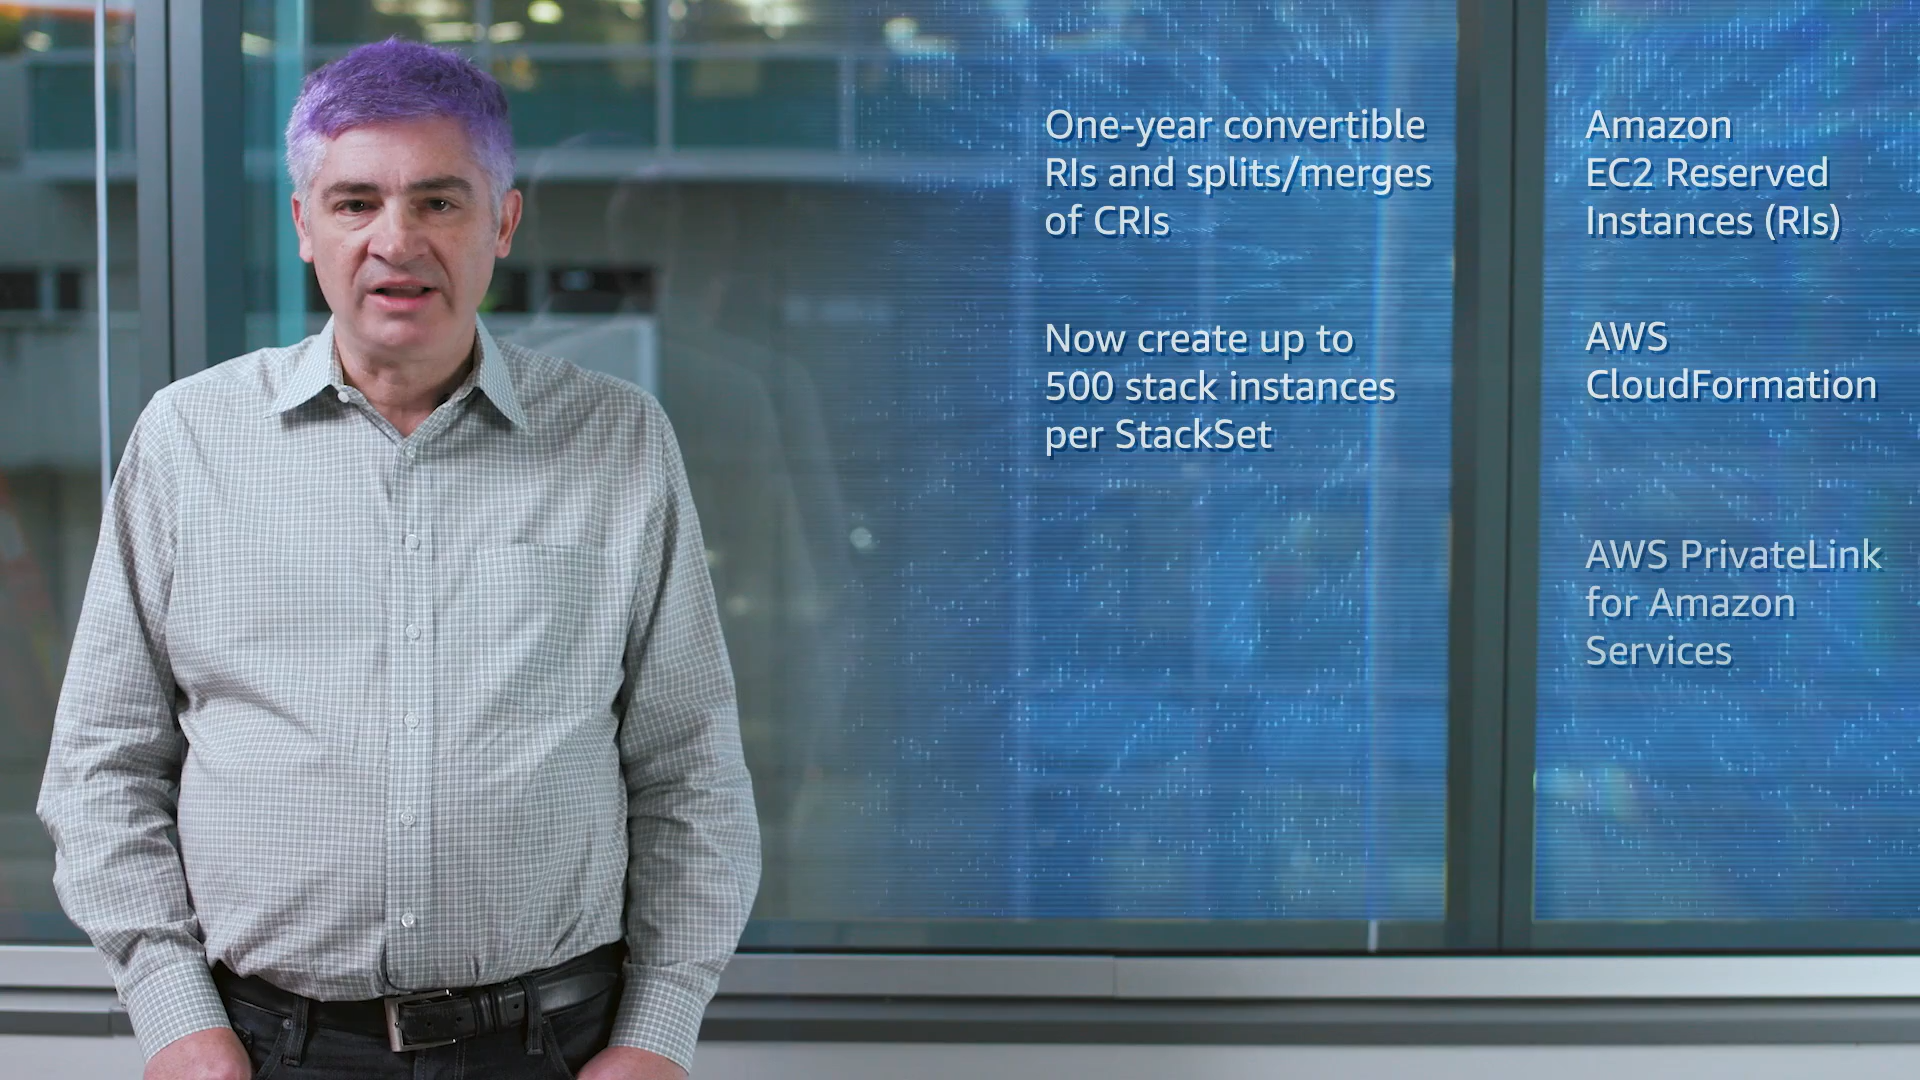 One-year convertible
RIs and splits/merges
of CRIs
Amazon
EC2 Reserved
Instances (RIs)
Now create up to
500 stack instances
per StackSet
AWS
CloudFormation
AWS PrivateLink
for Amazon
Services